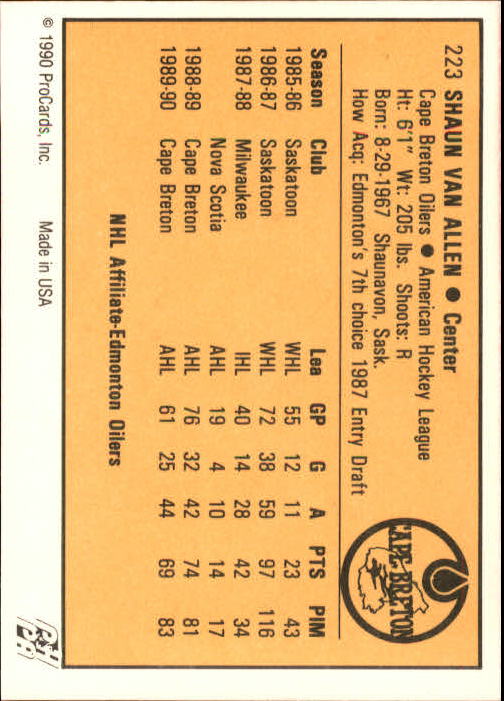 223 SHAUN VAN ALLEN ● Center
Cape Breton Oilers ● American Hockey League
Ht: 6'1" Wt: 205 lbs. Shoots: R
Born: 8-29-1967 Shaunavon, Sask.
How Acq: Edmonton's 7th choice 1987 Entry Draft
CAPE BRETON
Season Club Lea GP G A PTS PIM
1985-86 Saskatoon WHL 55 12 11 23 43
1986-87 Saskatoon WHL 72 38 59 97 116
1987-88 Milwaukee IHL 40 14 28 42 34
Nova Scotia AHL 19 4 10 14 17
1988-89 Cape Breton AHL 76 32 42 74 81
1989-90 Cape Breton AHL 61 25 44 69 83
NHL Affiliate-Edmonton Oilers
© 1990 ProCards, Inc. Made in USA